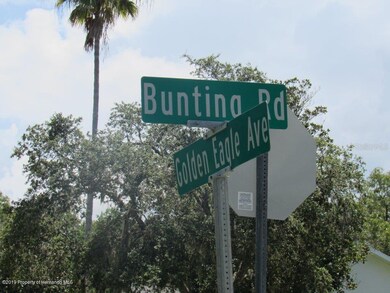 Bunting Rd
Golden Eagle Ave
©2019 Property of Hernando MLS